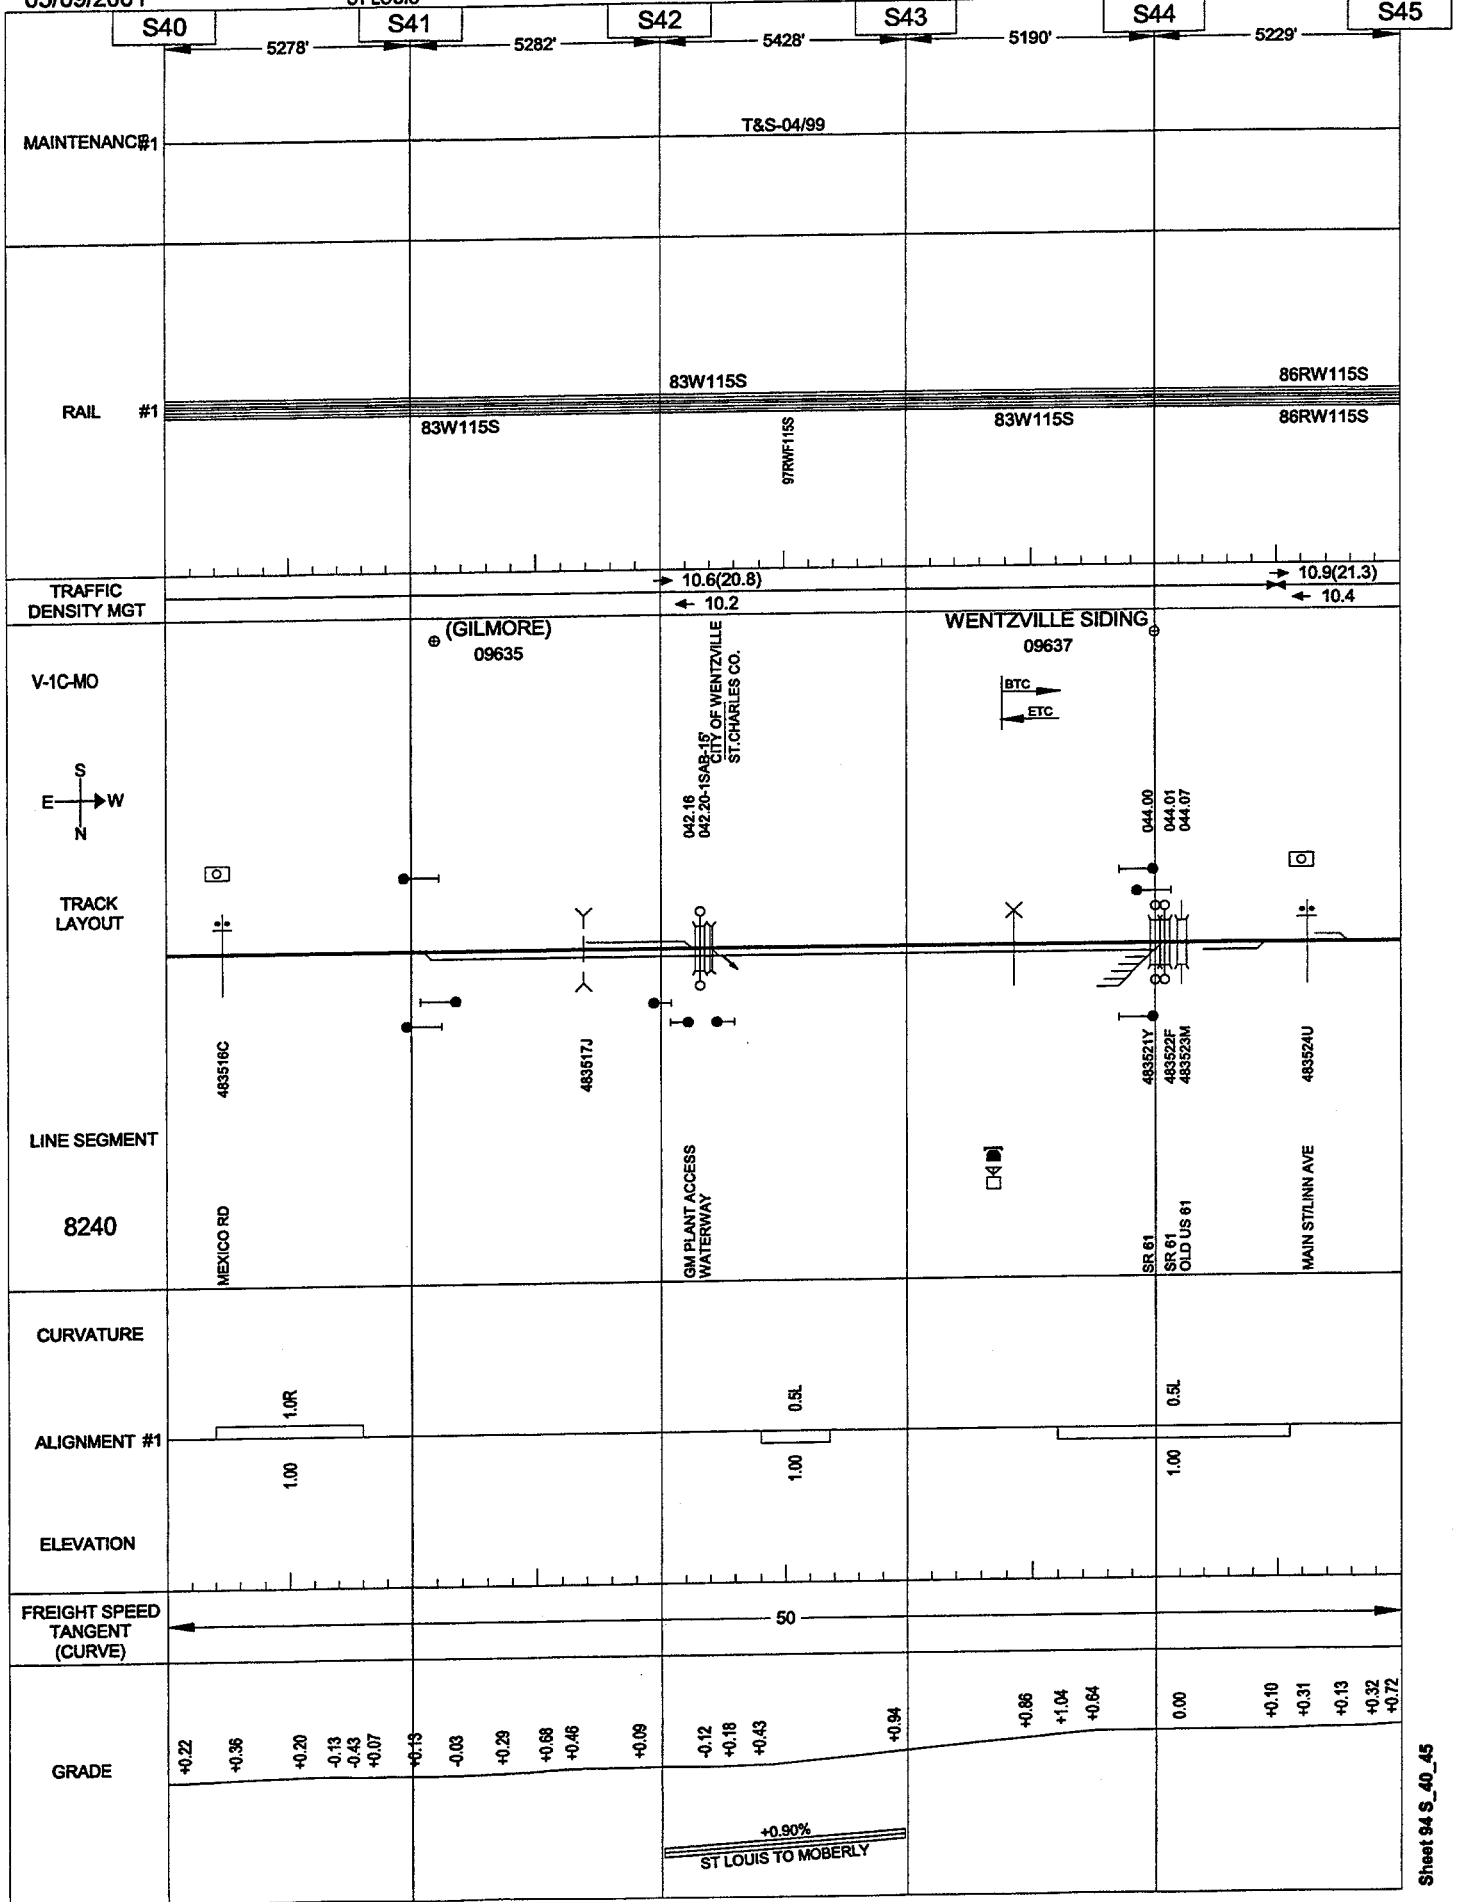 S40
S41
S42
S43
S44
S45
5278'
5282'
5428'
5190'
5229'
MAINTENANCE#1
T&S-04/99
RAIL #1
83W115S
83W115S
97RWF115S
83W115S
86RW115S
86RW115S
TRAFFIC
DENSITY MGT
10.6(20.8)
10.2
10.9(21.3)
10.4
(GILMORE)
09635
WENTZVILLE SIDING
09637
V-1C-MO
BTC
ETC
CITY OF WENTZVILLE
ST.CHARLES CO.
S
E W
N
042.16
042.20-1SAB-15'
044.00
044.01
044.07
TRACK
LAYOUT
483516C
483517J
483521Y
483522F
483523M
483524U
LINE SEGMENT
8240
MEXICO RD
GM PLANT ACCESS
WATERWAY
SR 61
SR 61
OLD US 61
MAIN ST/LINN AVE
CURVATURE
1.0R
0.5L
0.5L
ALIGNMENT #1
1.00
1.00
1.00
ELEVATION
FREIGHT SPEED
TANGENT
(CURVE)
50
GRADE
+0.22
+0.36
+0.20
-0.13
-0.43
+0.07
+0.13
-0.03
+0.29
+0.68
+0.46
+0.09
-0.12
+0.18
+0.43
+0.94
+0.86
+1.04
+0.64
0.00
+0.10
+0.31
+0.13
+0.32
+0.72
+0.90%
ST LOUIS TO MOBERLY
Sheet 94 S_40_45